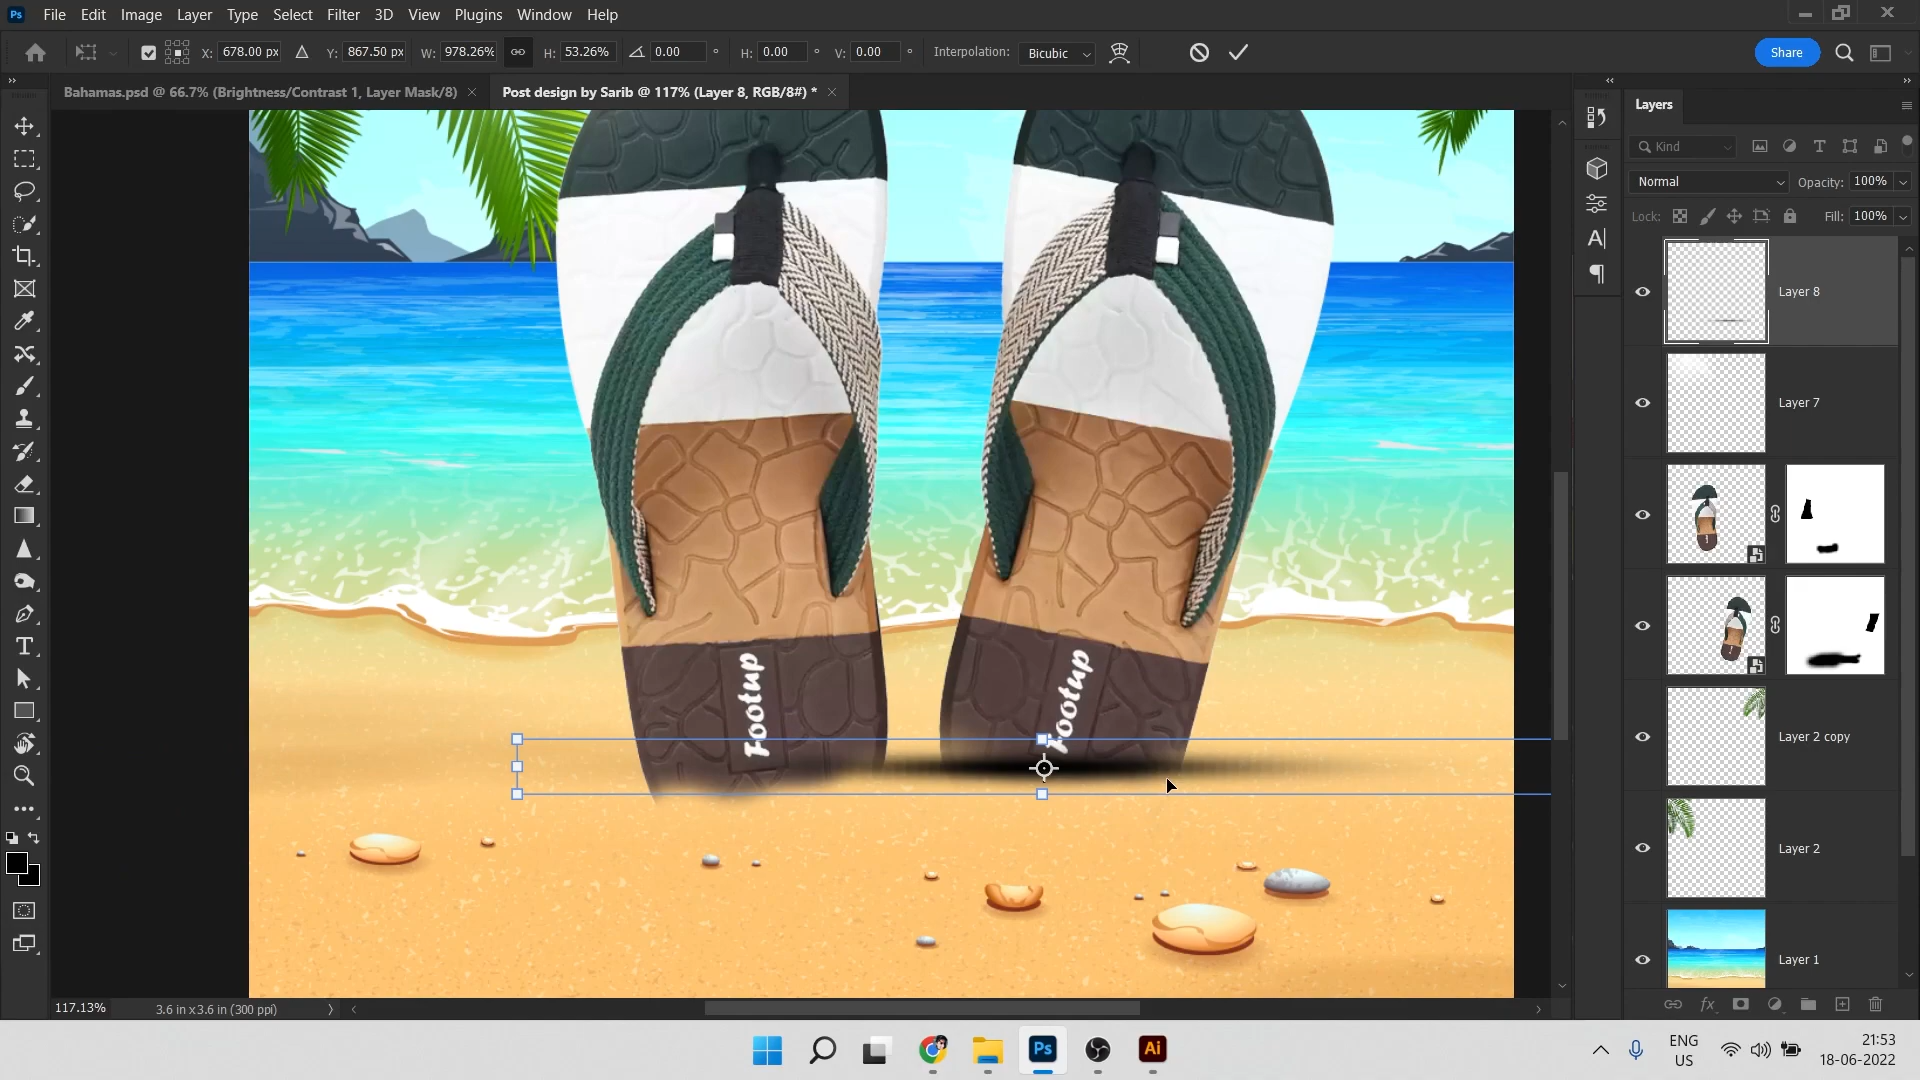 Ps File Edit Image Layer Type Select Filter 3D View Plugins Window Help
X: 678.00 px Y: 867.50 px W: 978.26% H: 53.26% 0.00 ° H: 0.00 ° V: 0.00 ° Interpolation: Bicubic Share
Bahamas.psd @ 66.7% (Brightness/Contrast 1, Layer Mask/8) × Post design by Sarib @ 117% (Layer 8, RGB/8#) * ×
Layers
Kind
Normal Opacity: 100%
Lock: Fill: 100%
Layer 8
Layer 7
Layer 2 copy
Layer 2
Layer 1
Footup
Footup
117.13% 3.6 in x 3.6 in (300 ppi)
Ps Ai
ENG
US
21:53
18-06-2022